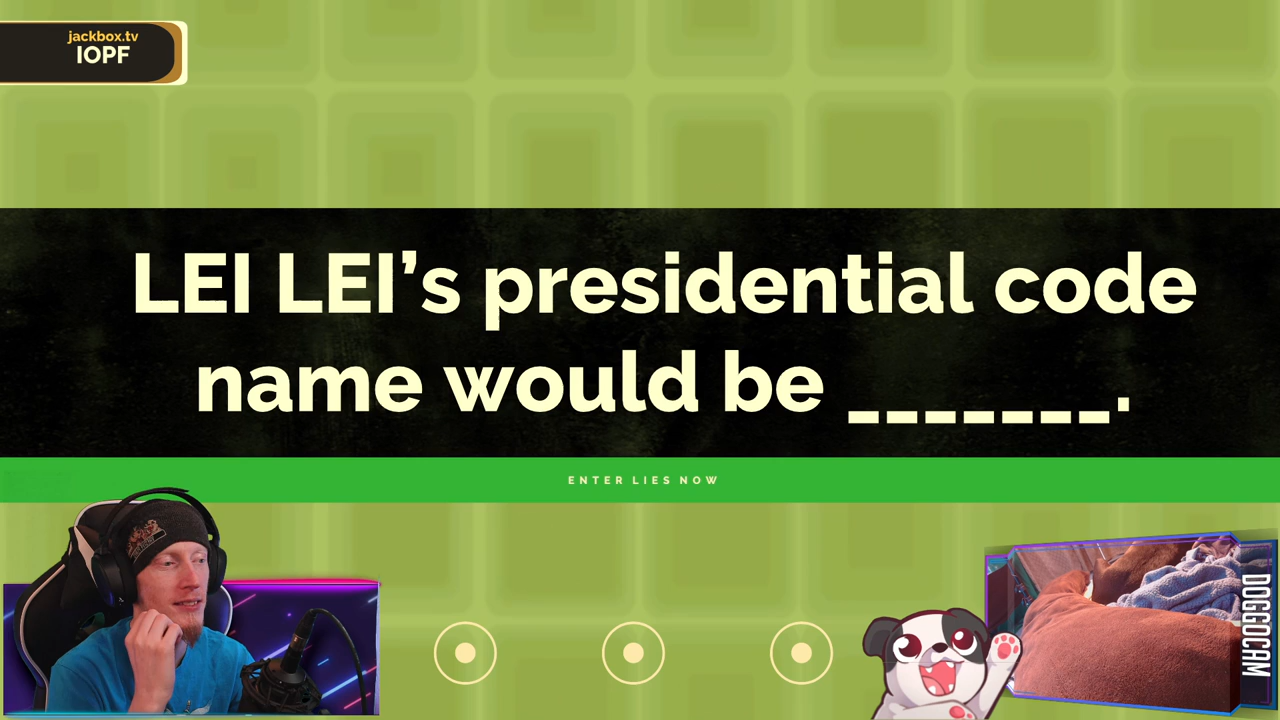 jackbox.tv
IOPF
LEI LEI’s presidential code
name would be _______.
ENTER LIES NOW
DOGGOCAM